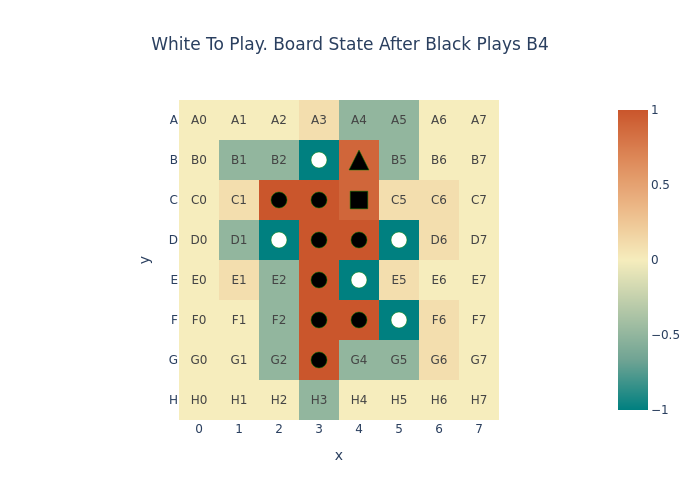 White To Play. Board State After Black Plays B4
A A0 A1 A2 A3 A4 A5 A6 A7
B B0 B1 B2 B5 B6 B7
C C0 C1 C5 C6 C7
D D0 D1 D6 D7
E E0 E1 E2 E5 E6 E7
F F0 F1 F2 F6 F7
G G0 G1 G2 G4 G5 G6 G7
H H0 H1 H2 H3 H4 H5 H6 H7
0 1 2 3 4 5 6 7
x
y
1
0.5
0
−0.5
−1